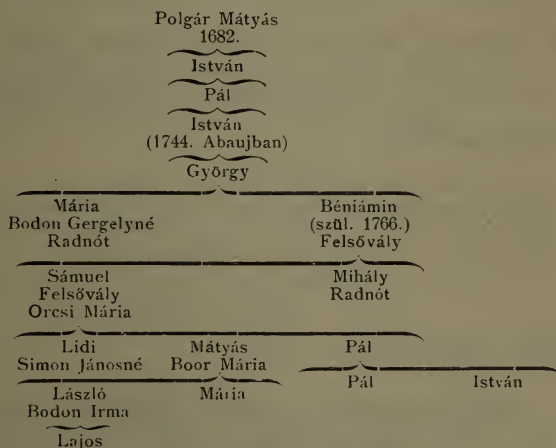 Polgár Mátyás
1682.
István
Pál
István
(1744. Abaujban)
György
Mária Béniámin
Bodon Gergelyné (szül. 1766.)
Radnót Felsővály
Sámuel Mihály
Felsővály Radnót
Orcsi Mária
Lidi Mátyás Pál
Simon Jánosné Boor Mária
Pál István
László Mária
Bodon Irma
Lajos